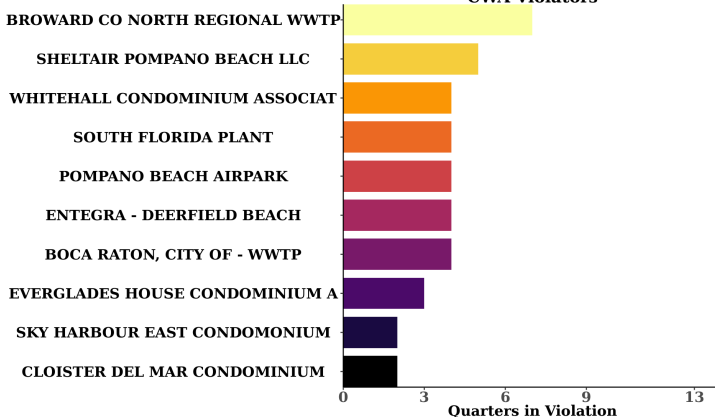 CWA Violators
BROWARD CO NORTH REGIONAL WWTP
SHELTAIR POMPANO BEACH LLC
WHITEHALL CONDOMINIUM ASSOCIAT
SOUTH FLORIDA PLANT
POMPANO BEACH AIRPARK
ENTEGRA - DEERFIELD BEACH
BOCA RATON, CITY OF - WWTP
EVERGLADES HOUSE CONDOMINIUM A
SKY HARBOUR EAST CONDOMONIUM
CLOISTER DEL MAR CONDOMINIUM
0 3 6 9 13
Quarters in Violation